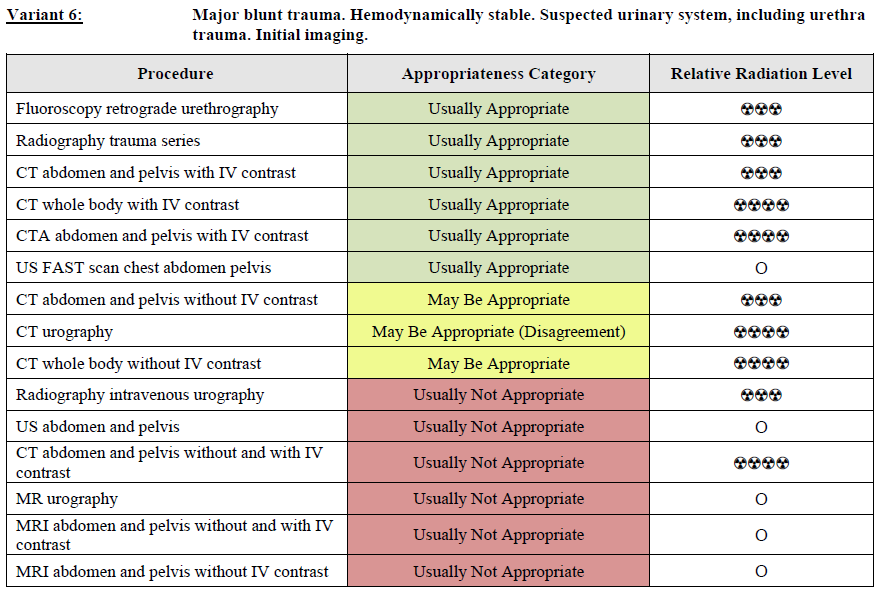 Variant 6: Major blunt trauma. Hemodynamically stable. Suspected urinary system, including urethra
trauma. Initial imaging.
Procedure Appropriateness Category Relative Radiation Level
Fluoroscopy retrograde urethrography Usually Appropriate ☢☢☢
Radiography trauma series Usually Appropriate ☢☢☢
CT abdomen and pelvis with IV contrast Usually Appropriate ☢☢☢
CT whole body with IV contrast Usually Appropriate ☢☢☢☢
CTA abdomen and pelvis with IV contrast Usually Appropriate ☢☢☢☢
US FAST scan chest abdomen pelvis Usually Appropriate O
CT abdomen and pelvis without IV contrast May Be Appropriate ☢☢☢
CT urography May Be Appropriate (Disagreement) ☢☢☢☢
CT whole body without IV contrast May Be Appropriate ☢☢☢☢
Radiography intravenous urography Usually Not Appropriate ☢☢☢
US abdomen and pelvis Usually Not Appropriate O
CT abdomen and pelvis without and with IV
contrast Usually Not Appropriate ☢☢☢☢
MR urography Usually Not Appropriate O
MRI abdomen and pelvis without and with IV
contrast Usually Not Appropriate O
MRI abdomen and pelvis without IV contrast Usually Not Appropriate O